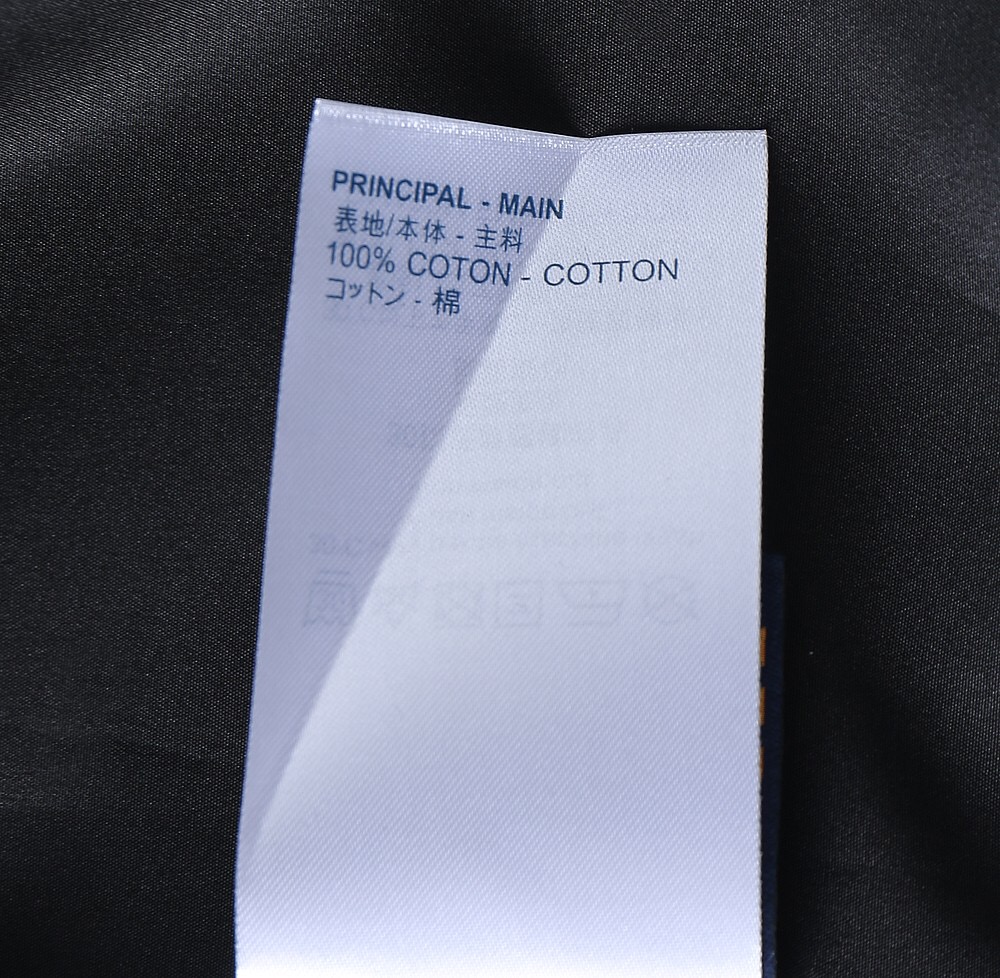 PRINCIPAL - MAIN
表地/本体 - 主料
100% COTON - COTTON
コットン - 棉